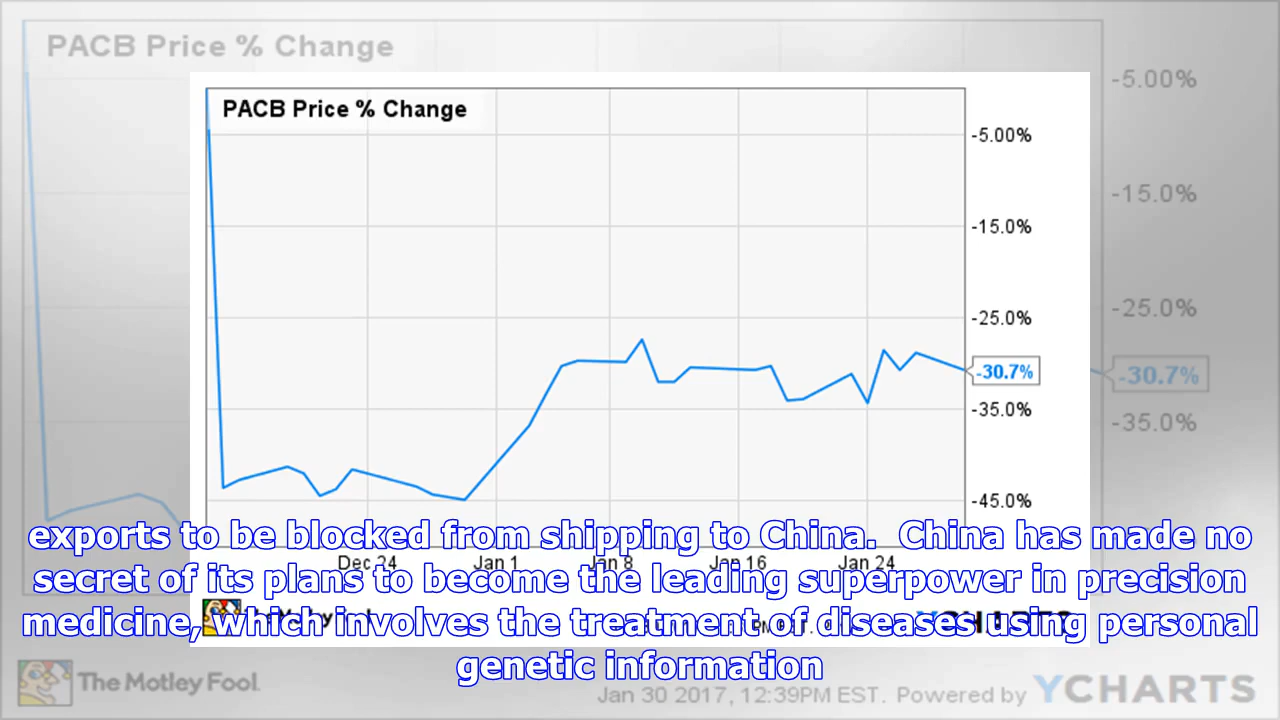 PACB Price % Change
-5.00%
PACB Price % Change
-5.00%
-15.0%
-15.0%
-25.0%
-25.0%
-30.7%
-30.7%
-35.0%
-35.0%
-45.0%
exports to be blocked from shipping to China. China has made no
Dec 24 Jan 1 Jan 8 Jan 16 Jan 24
secret of its plans to become the leading superpower in precision
medicine, which involves the treatment of diseases using personal
YCHARTS
genetic information
The Motley Fool
Jan 30 2017, 12:39PM EST. Powered by YCHARTS